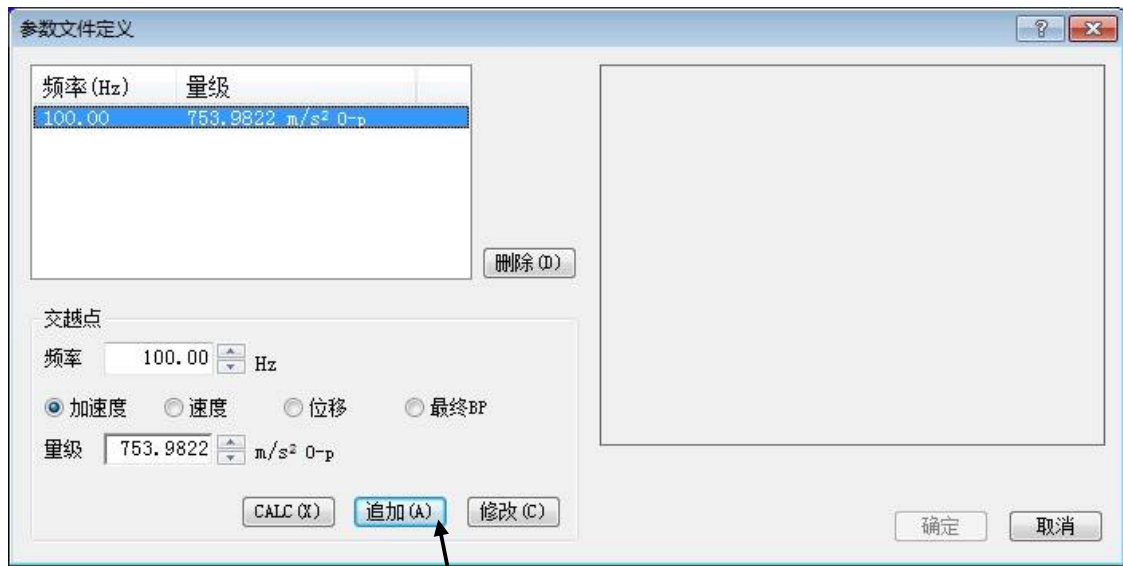 参数文件定义
频率(Hz) 量级
100.00 753.9822 m/s² 0-p
删除(D)
交越点
频率 100.00 Hz
加速度 速度 位移 最终BP
量级 753.9822 m/s² 0-p
CALC(X) 追加(A) 修改(C)
确定 取消